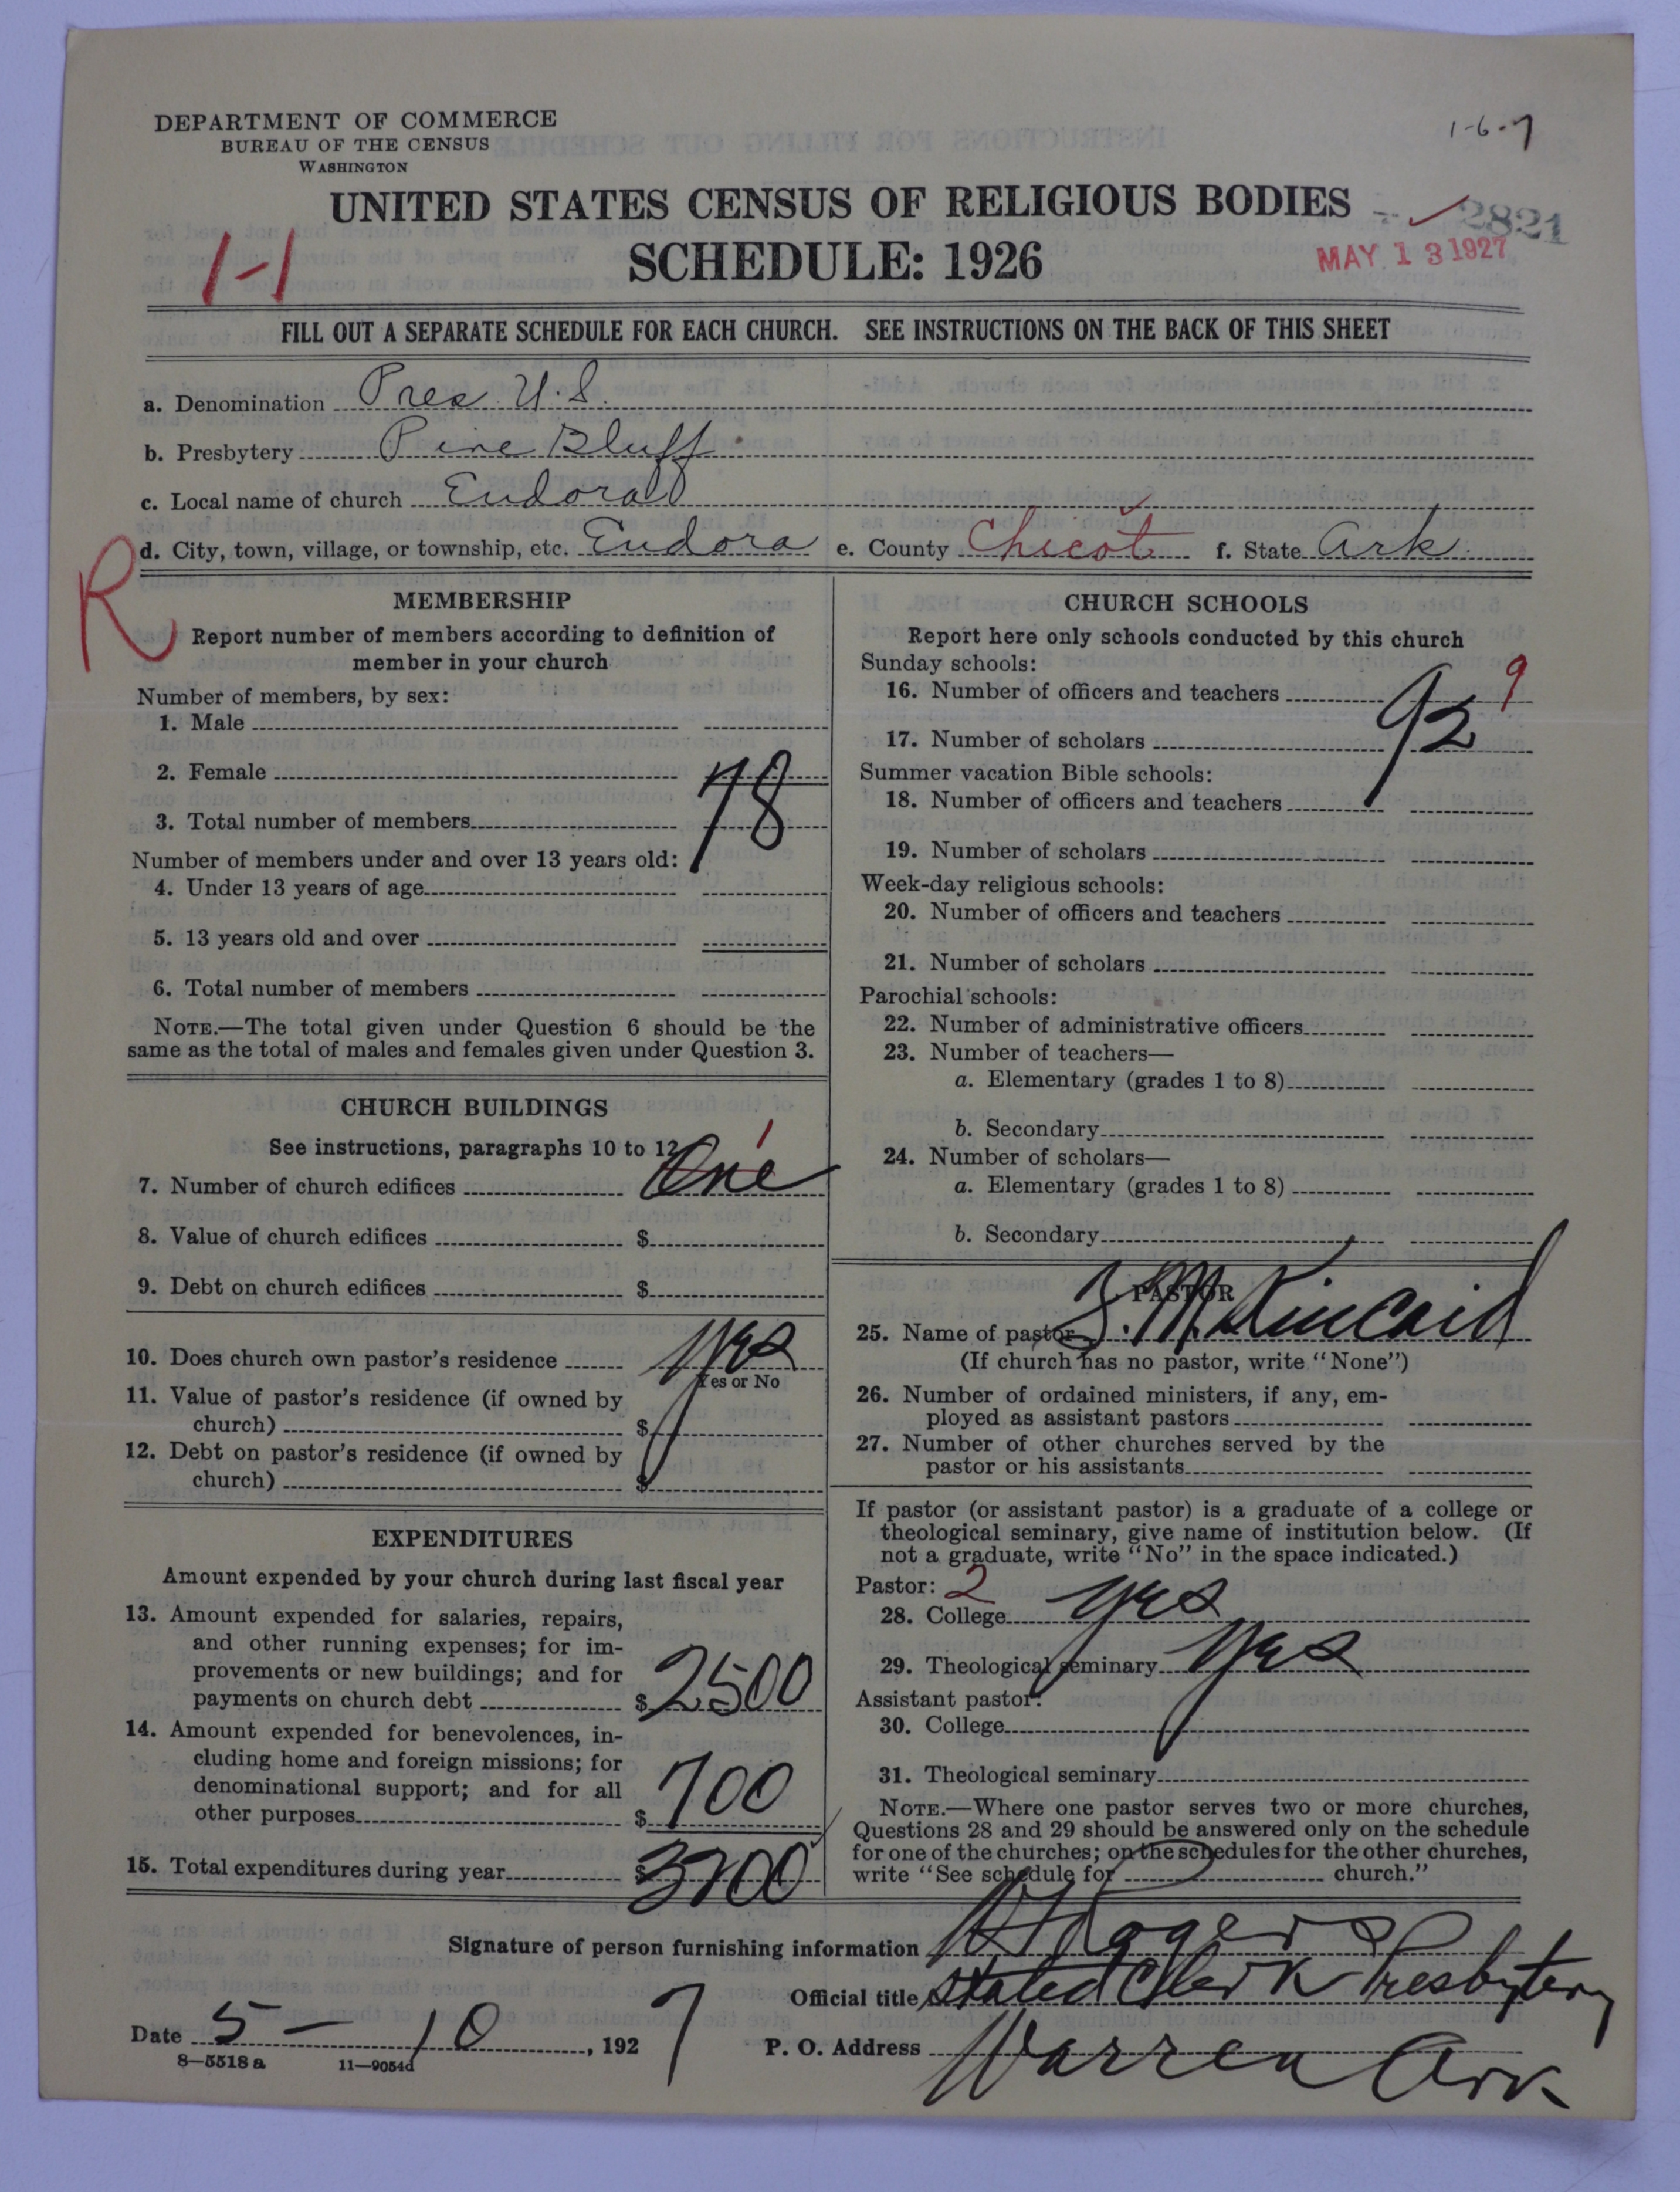 DEPARTMENT OF COMMERCE
BUREAU OF THE CENSUS
WASHINGTON
1-6-7
UNITED STATES CENSUS OF RELIGIOUS BODIES
2821
1-1
SCHEDULE: 1926
MAY 13 1927
FILL OUT A SEPARATE SCHEDULE FOR EACH CHURCH. SEE INSTRUCTIONS ON THE BACK OF THIS SHEET
a. Denomination Pres. U.S.
b. Presbytery Pine Bluff
c. Local name of church Eudora
d. City, town, village, or township, etc. Eudora e. County Chicot f. State Ark.
R
MEMBERSHIP
Report number of members according to definition of
member in your church
Number of members, by sex:
1. Male
2. Female
3. Total number of members 78
Number of members under and over 13 years old:
4. Under 13 years of age
5. 13 years old and over
6. Total number of members
NOTE.—The total given under Question 6 should be the
same as the total of males and females given under Question 3.
CHURCH BUILDINGS
See instructions, paragraphs 10 to 12
7. Number of church edifices One 1
8. Value of church edifices $
9. Debt on church edifices $
10. Does church own pastor's residence yes
Yes or No
11. Value of pastor's residence (if owned by
church) $
12. Debt on pastor's residence (if owned by
church) $
EXPENDITURES
Amount expended by your church during last fiscal year
13. Amount expended for salaries, repairs,
and other running expenses; for im-
provements or new buildings; and for
payments on church debt $2500
14. Amount expended for benevolences, in-
cluding home and foreign missions; for
denominational support; and for all
other purposes $700
15. Total expenditures during year $3200
CHURCH SCHOOLS
Report here only schools conducted by this church
Sunday schools:
16. Number of officers and teachers 9
17. Number of scholars 92
Summer vacation Bible schools:
18. Number of officers and teachers
19. Number of scholars
Week-day religious schools:
20. Number of officers and teachers
21. Number of scholars
Parochial schools:
22. Number of administrative officers
23. Number of teachers—
a. Elementary (grades 1 to 8)
b. Secondary
24. Number of scholars—
a. Elementary (grades 1 to 8)
b. Secondary
PASTOR
25. Name of pastor M Kincaid
(If church has no pastor, write "None")
26. Number of ordained ministers, if any, em-
ployed as assistant pastors
27. Number of other churches served by the
pastor or his assistants
If pastor (or assistant pastor) is a graduate of a college or
theological seminary, give name of institution below. (If
not a graduate, write "No" in the space indicated.)
Pastor: 2
28. College yes
29. Theological seminary yes
Assistant pastor:
30. College
31. Theological seminary
NOTE.—Where one pastor serves two or more churches,
Questions 28 and 29 should be answered only on the schedule
for one of the churches; on the schedules for the other churches,
write "See schedule for church."
Signature of person furnishing information Rogers
Official title Stated Clerk Presbytery
Date 5-10, 1927
P. O. Address Warren Ark
8-5518 a 11-9054d